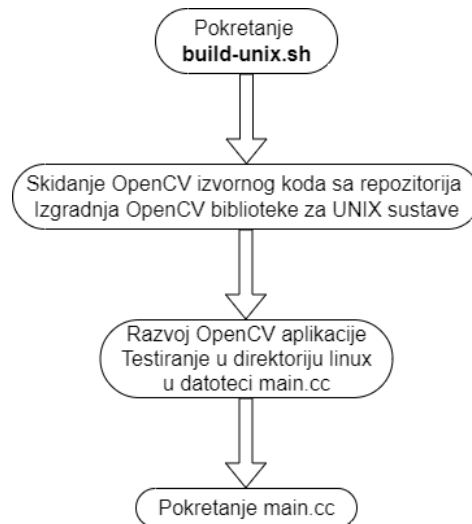 Pokretanje
build-unix.sh
Skidanje OpenCV izvornog koda sa repozitorija
Izgradnja OpenCV biblioteke za UNIX sustave
Razvoj OpenCV aplikacije
Testiranje u direktoriju linux
u datoteci main.cc
Pokretanje main.cc